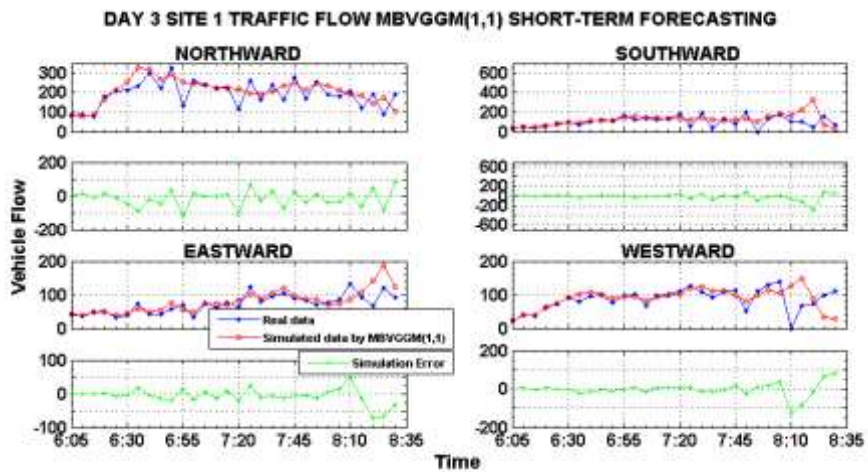 DAY 3 SITE 1 TRAFFIC FLOW MBVGGM(1,1) SHORT-TERM FORECASTING
NORTHWARD
300
200
100
0
200
0
-200
SOUTHWARD
600
400
200
0
600
400
200
0
-200
-400
-600
Vehicle Flow
EASTWARD
200
100
0
Real data
Simulated data by MBVGGM(1,1)
Simulation Error
100
0
-100
6:05 6:30 6:55 7:20 7:45 8:10 8:35
WESTWARD
200
100
0
200
0
-200
6:05 6:30 6:55 7:20 7:45 8:10 8:35
Time